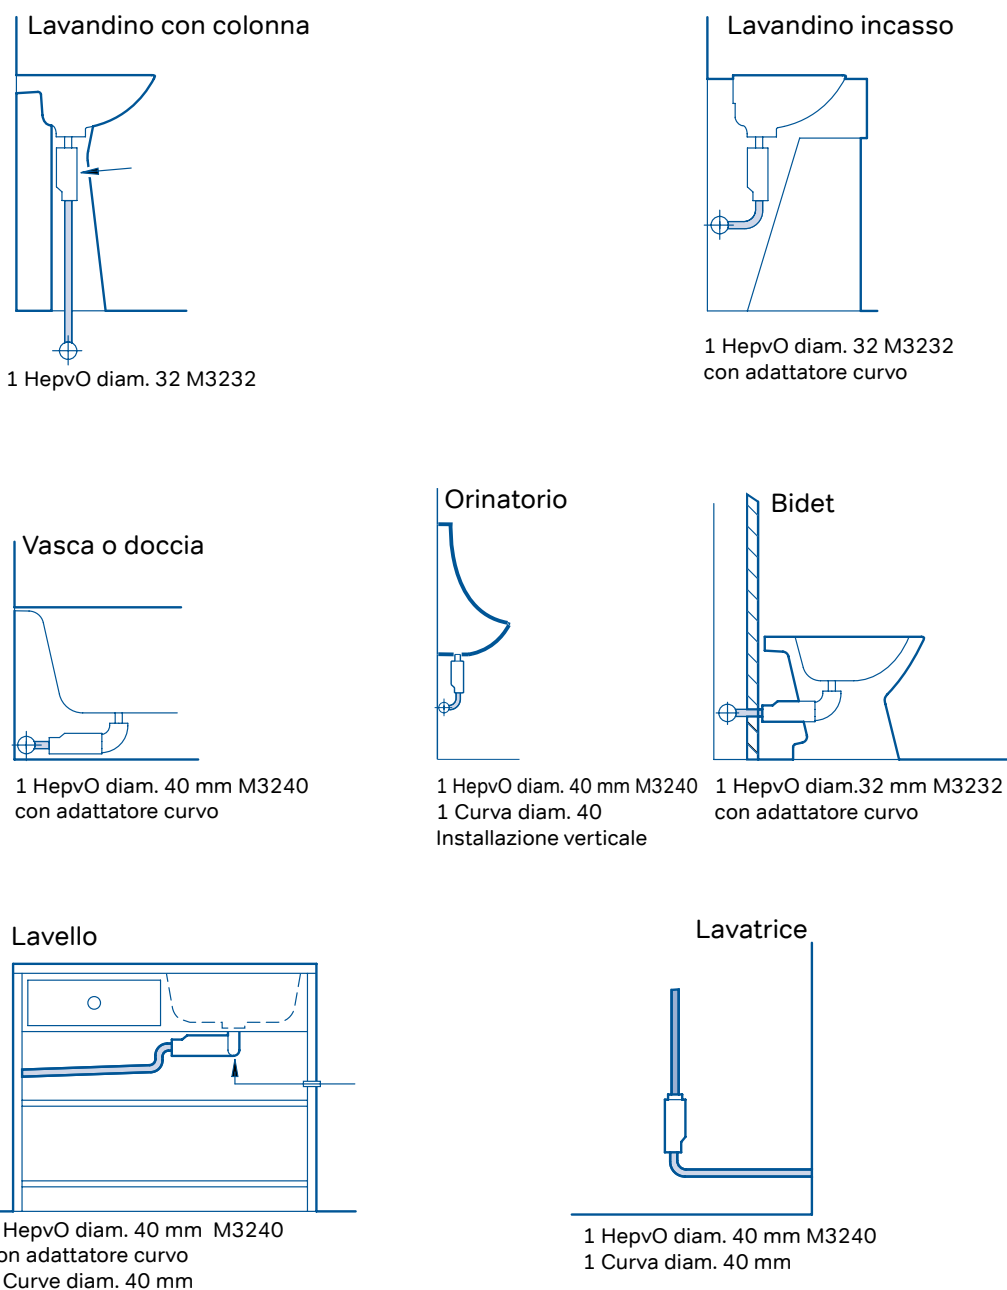 Lavandino con colonna
1 HepvO diam. 32 M3232
Lavandino incasso
1 HepvO diam. 32 M3232
con adattatore curvo
Vasca o doccia
1 HepvO diam. 40 mm M3240
con adattatore curvo
Orinatorio
1 HepvO diam. 40 mm M3240
1 Curva diam. 40
Installazione verticale
Bidet
1 HepvO diam.32 mm M3232
con adattatore curvo
Lavello
HepvO diam. 40 mm M3240
on adattatore curvo
Curve diam. 40 mm
Lavatrice
1 HepvO diam. 40 mm M3240
1 Curva diam. 40 mm